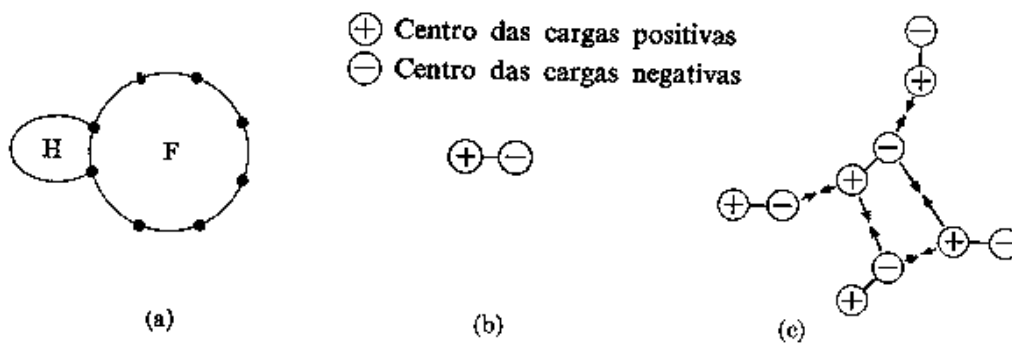 ⊕ Centro das cargas positivas
⊖ Centro das cargas negativas
H F
(a) (b) (c)